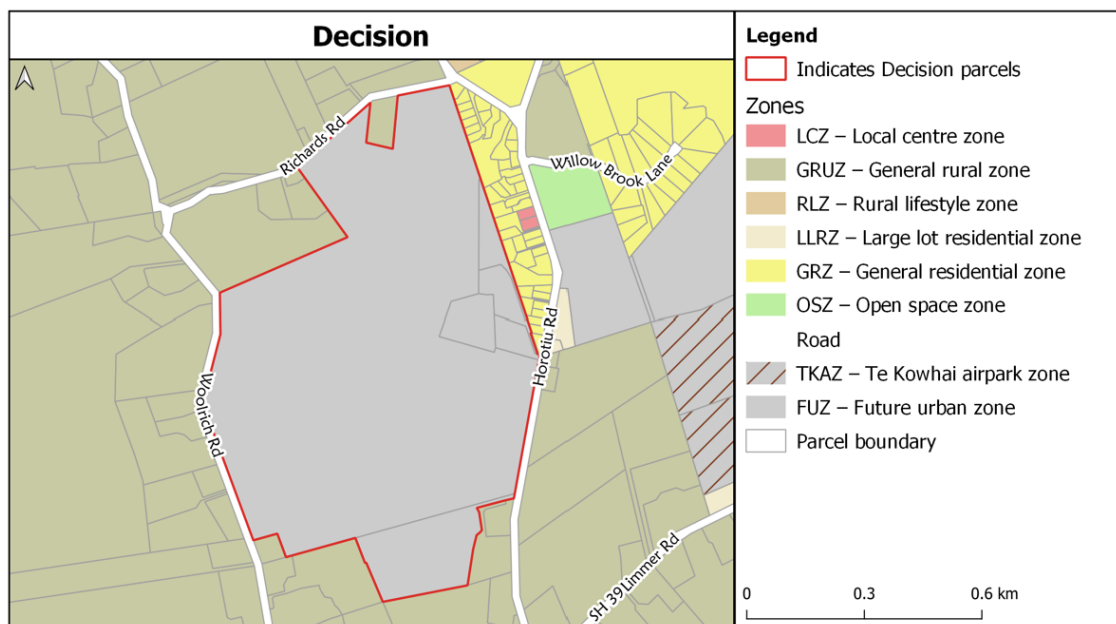 Decision
Richards Rd
Willow Brook Lane
Horotiu Rd
Woolrich Rd
SH 39 Limmer Rd
Legend
Indicates Decision parcels
Zones
LCZ – Local centre zone
GRUZ – General rural zone
RLZ – Rural lifestyle zone
LLRZ – Large lot residential zone
GRZ – General residential zone
OSZ – Open space zone
Road
TKAZ – Te Kowhai airpark zone
FUZ – Future urban zone
Parcel boundary
0 0.3 0.6 km